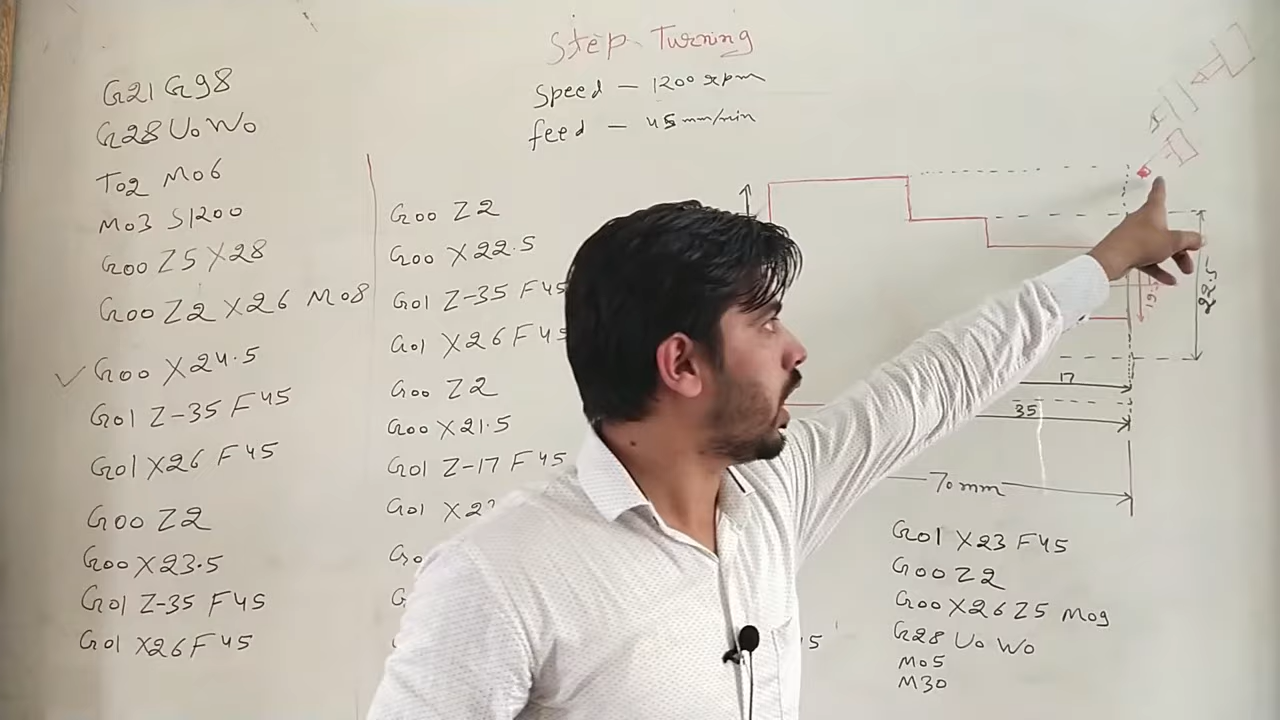 Step Turning
Speed - 1200 rpm
feed - 45 mm/min
G21 G98
G28 U0 W0
T02 M06
M03 S1200
G00 Z5 X28
G00 Z2 X26 M08
G00 X24.5
G01 Z-35 F45
G01 X26 F45
G00 Z2
G00 X23.5
G01 Z-35 F45
G01 X26 F45
G00 Z2
G00 X22.5
G01 Z-35 F45
G01 X26 F45
G00 Z2
G00 X21.5
G01 Z-17 F45
G01 X2
22.5
17
35
70 mm
G01 X23 F45
G00 Z2
G00 X26 Z5 M09
G28 U0 W0
M05
M30